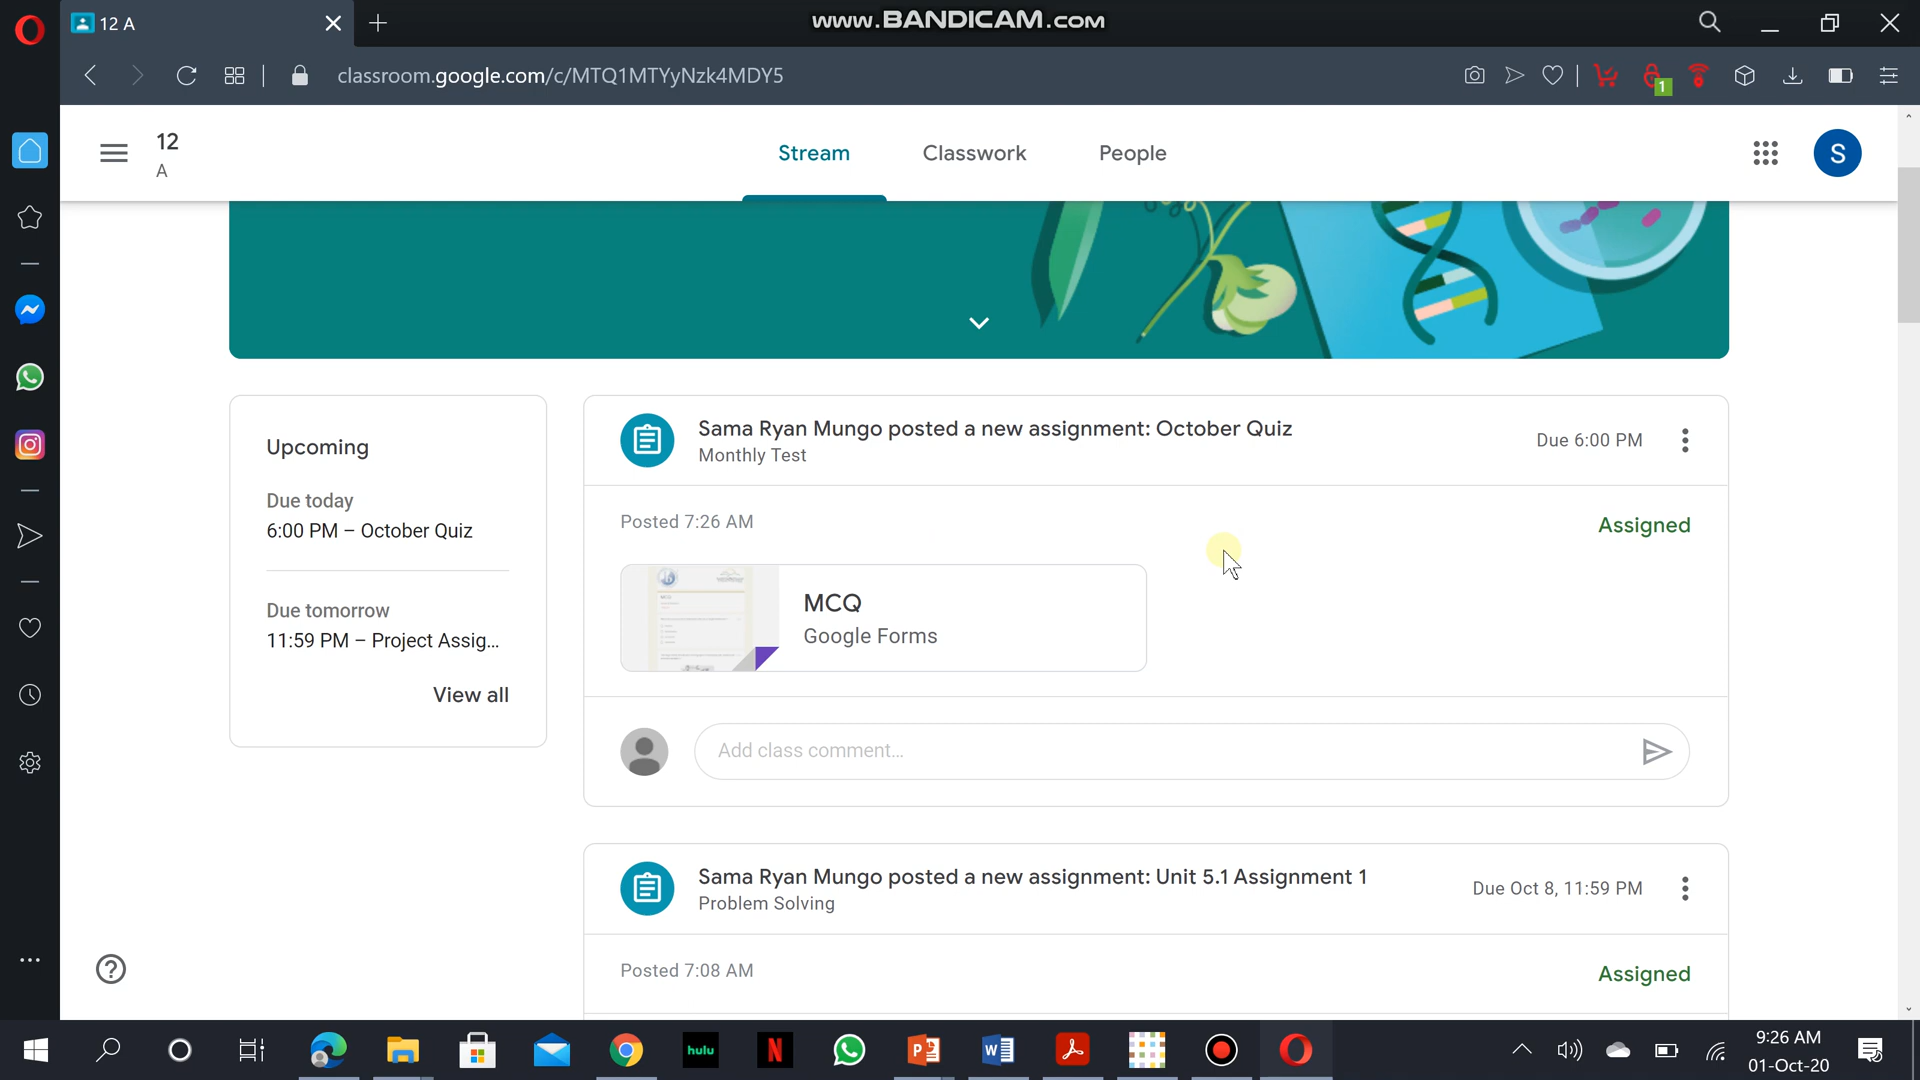 12 A
www.BANDICAM.com
classroom.google.com/c/MTQ1MTYyNzk4MDY5
1
12
A
Stream
Classwork
People
S
Upcoming
Due today
6:00 PM – October Quiz
Due tomorrow
11:59 PM – Project Assig...
View all
Sama Ryan Mungo posted a new assignment: October Quiz
Monthly Test
Due 6:00 PM
Posted 7:26 AM
Assigned
MCQ
Google Forms
Add class comment...
Sama Ryan Mungo posted a new assignment: Unit 5.1 Assignment 1
Problem Solving
Due Oct 8, 11:59 PM
Posted 7:08 AM
Assigned
hulu
N
P
W
9:26 AM
01-Oct-20